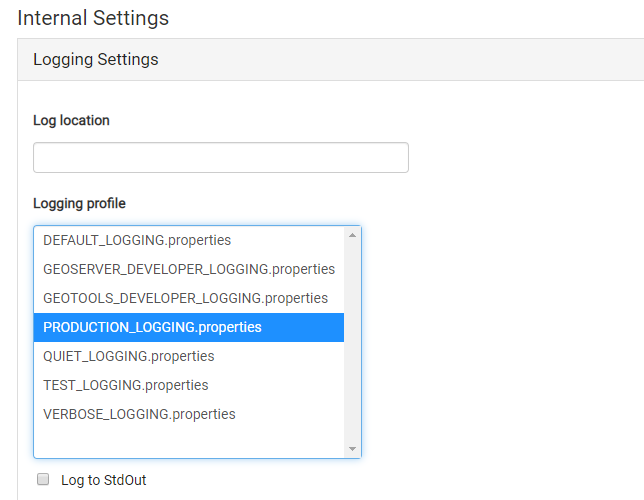 Internal Settings
Logging Settings
Log location
Logging profile
DEFAULT_LOGGING.properties
GEOSERVER_DEVELOPER_LOGGING.properties
GEOTOOLS_DEVELOPER_LOGGING.properties
PRODUCTION_LOGGING.properties
QUIET_LOGGING.properties
TEST_LOGGING.properties
VERBOSE_LOGGING.properties
Log to StdOut